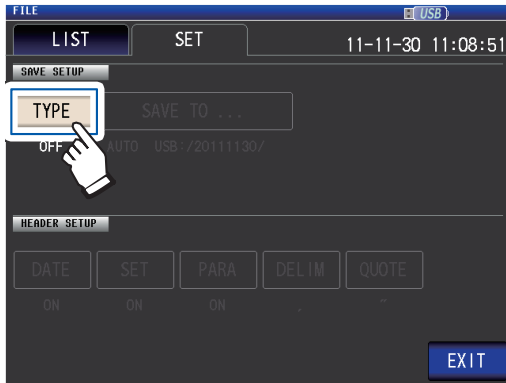 FILE USB
LIST SET 11-11-30 11:08:51
SAVE SETUP
TYPE SAVE TO ...
OFF AUTO USB:/20111130/
HEADER SETUP
DATE SET PARA DELIM QUOTE
ON ON ON , ~
EXIT